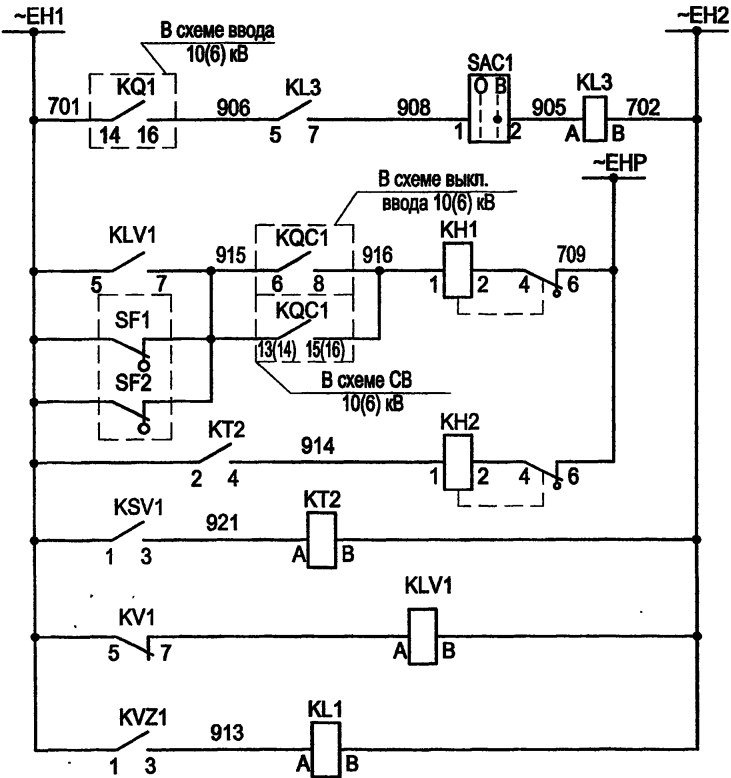 ~EH1 ~EH2
В схеме ввода
10(6) кВ
SAC1
701 KQ1 906 KL3 908 O В 905 KL3 702
14 16 5 7 1 2 A B
~EHP
В схеме выкл.
ввода 10(6) кВ
KLV1 915 KQC1 916 KH1 709
5 7 6 8 1 2 4 6
SF1 KQC1
13(14) 15(16)
SF2 В схеме СВ
10(6) кВ
KT2 914 KH2
2 4 1 2 4 6
KSV1 921 KT2
1 3 A B
KV1 KLV1
5 7 A B
KVZ1 913 KL1
1 3 A B